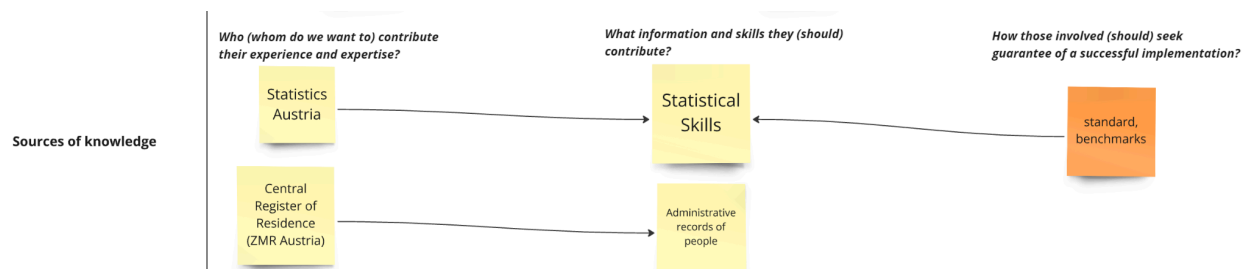 Who (whom do we want to) contribute
their experience and expertise?
What information and skills they (should)
contribute?
How those involved (should) seek
guarantee of a successful implementation?
Sources of knowledge
Statistics
Austria
Statistical
Skills
standard,
benchmarks
Central
Register of
Residence
(ZMR Austria)
Administrative
records of
people